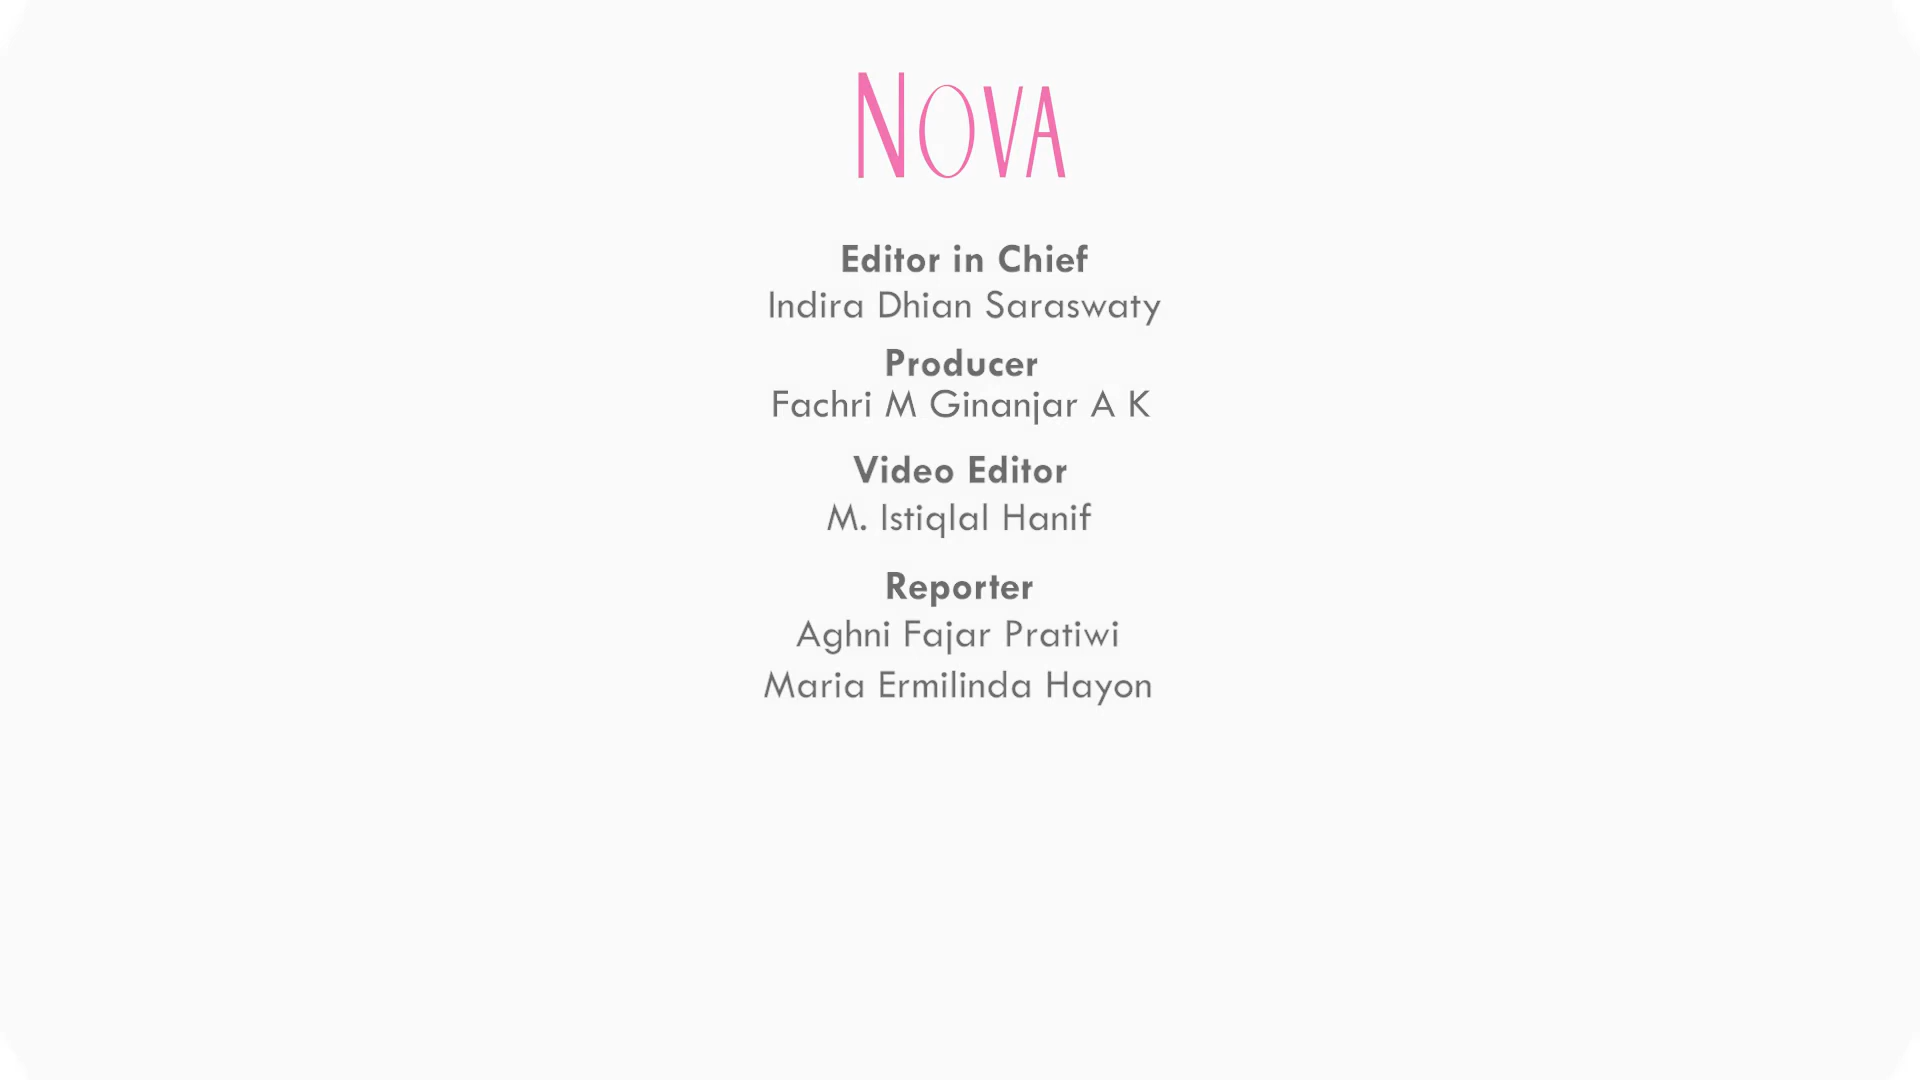 NOVA
Editor in Chief
Indira Dhian Saraswaty
Producer
Fachri M Ginanjar A K
Video Editor
M. Istiqlal Hanif
Reporter
Aghni Fajar Pratiwi
Maria Ermilinda Hayon